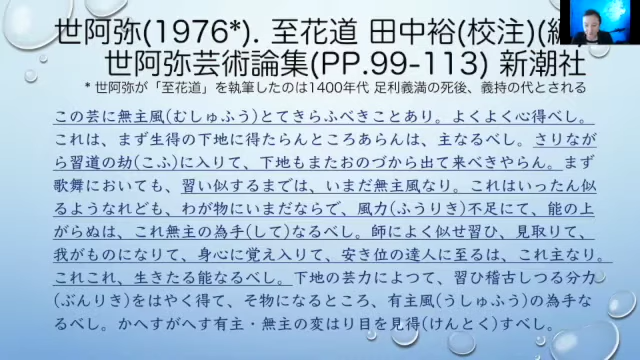 世阿弥(1976*). 至花道 田中裕(校注)(編)
世阿弥芸術論集(PP.99-113) 新潮社
* 世阿弥が「至花道」を執筆したのは1400年代 足利義満の死後、義持の代とされる
この芸に無主風(むしゅふう)とてきらふべきことあり。よくよく心得べし。
これは、まず生得の下地に得たらんところあらんは、主なるべし。さりなが
ら習道の劫(こふ)に入りて、下地もまたおのづから出て来べきやらん。まず
歌舞においても、習い似するまでは、いまだ無主風なり。これはいったん似
るようなれども、わが物にいまだならで、風力(ふうりき)不足にて、能の上
がらぬは、これ無主の為手(して)なるべし。師によく似せ習ひ、見取りて、
我がものになりて、身心に覚え入りて、安き位の達人に至るは、これ主なり。
これこれ、生きたる能なるべし。下地の芸力によつて、習ひ稽古しつる分力
(ぶんりき)をはやく得て、そ物になるところ、有主風(うしゅふう)の為手な
るべし。かへすがへす有主・無主の変はり目を見得(けんとく)すべし。